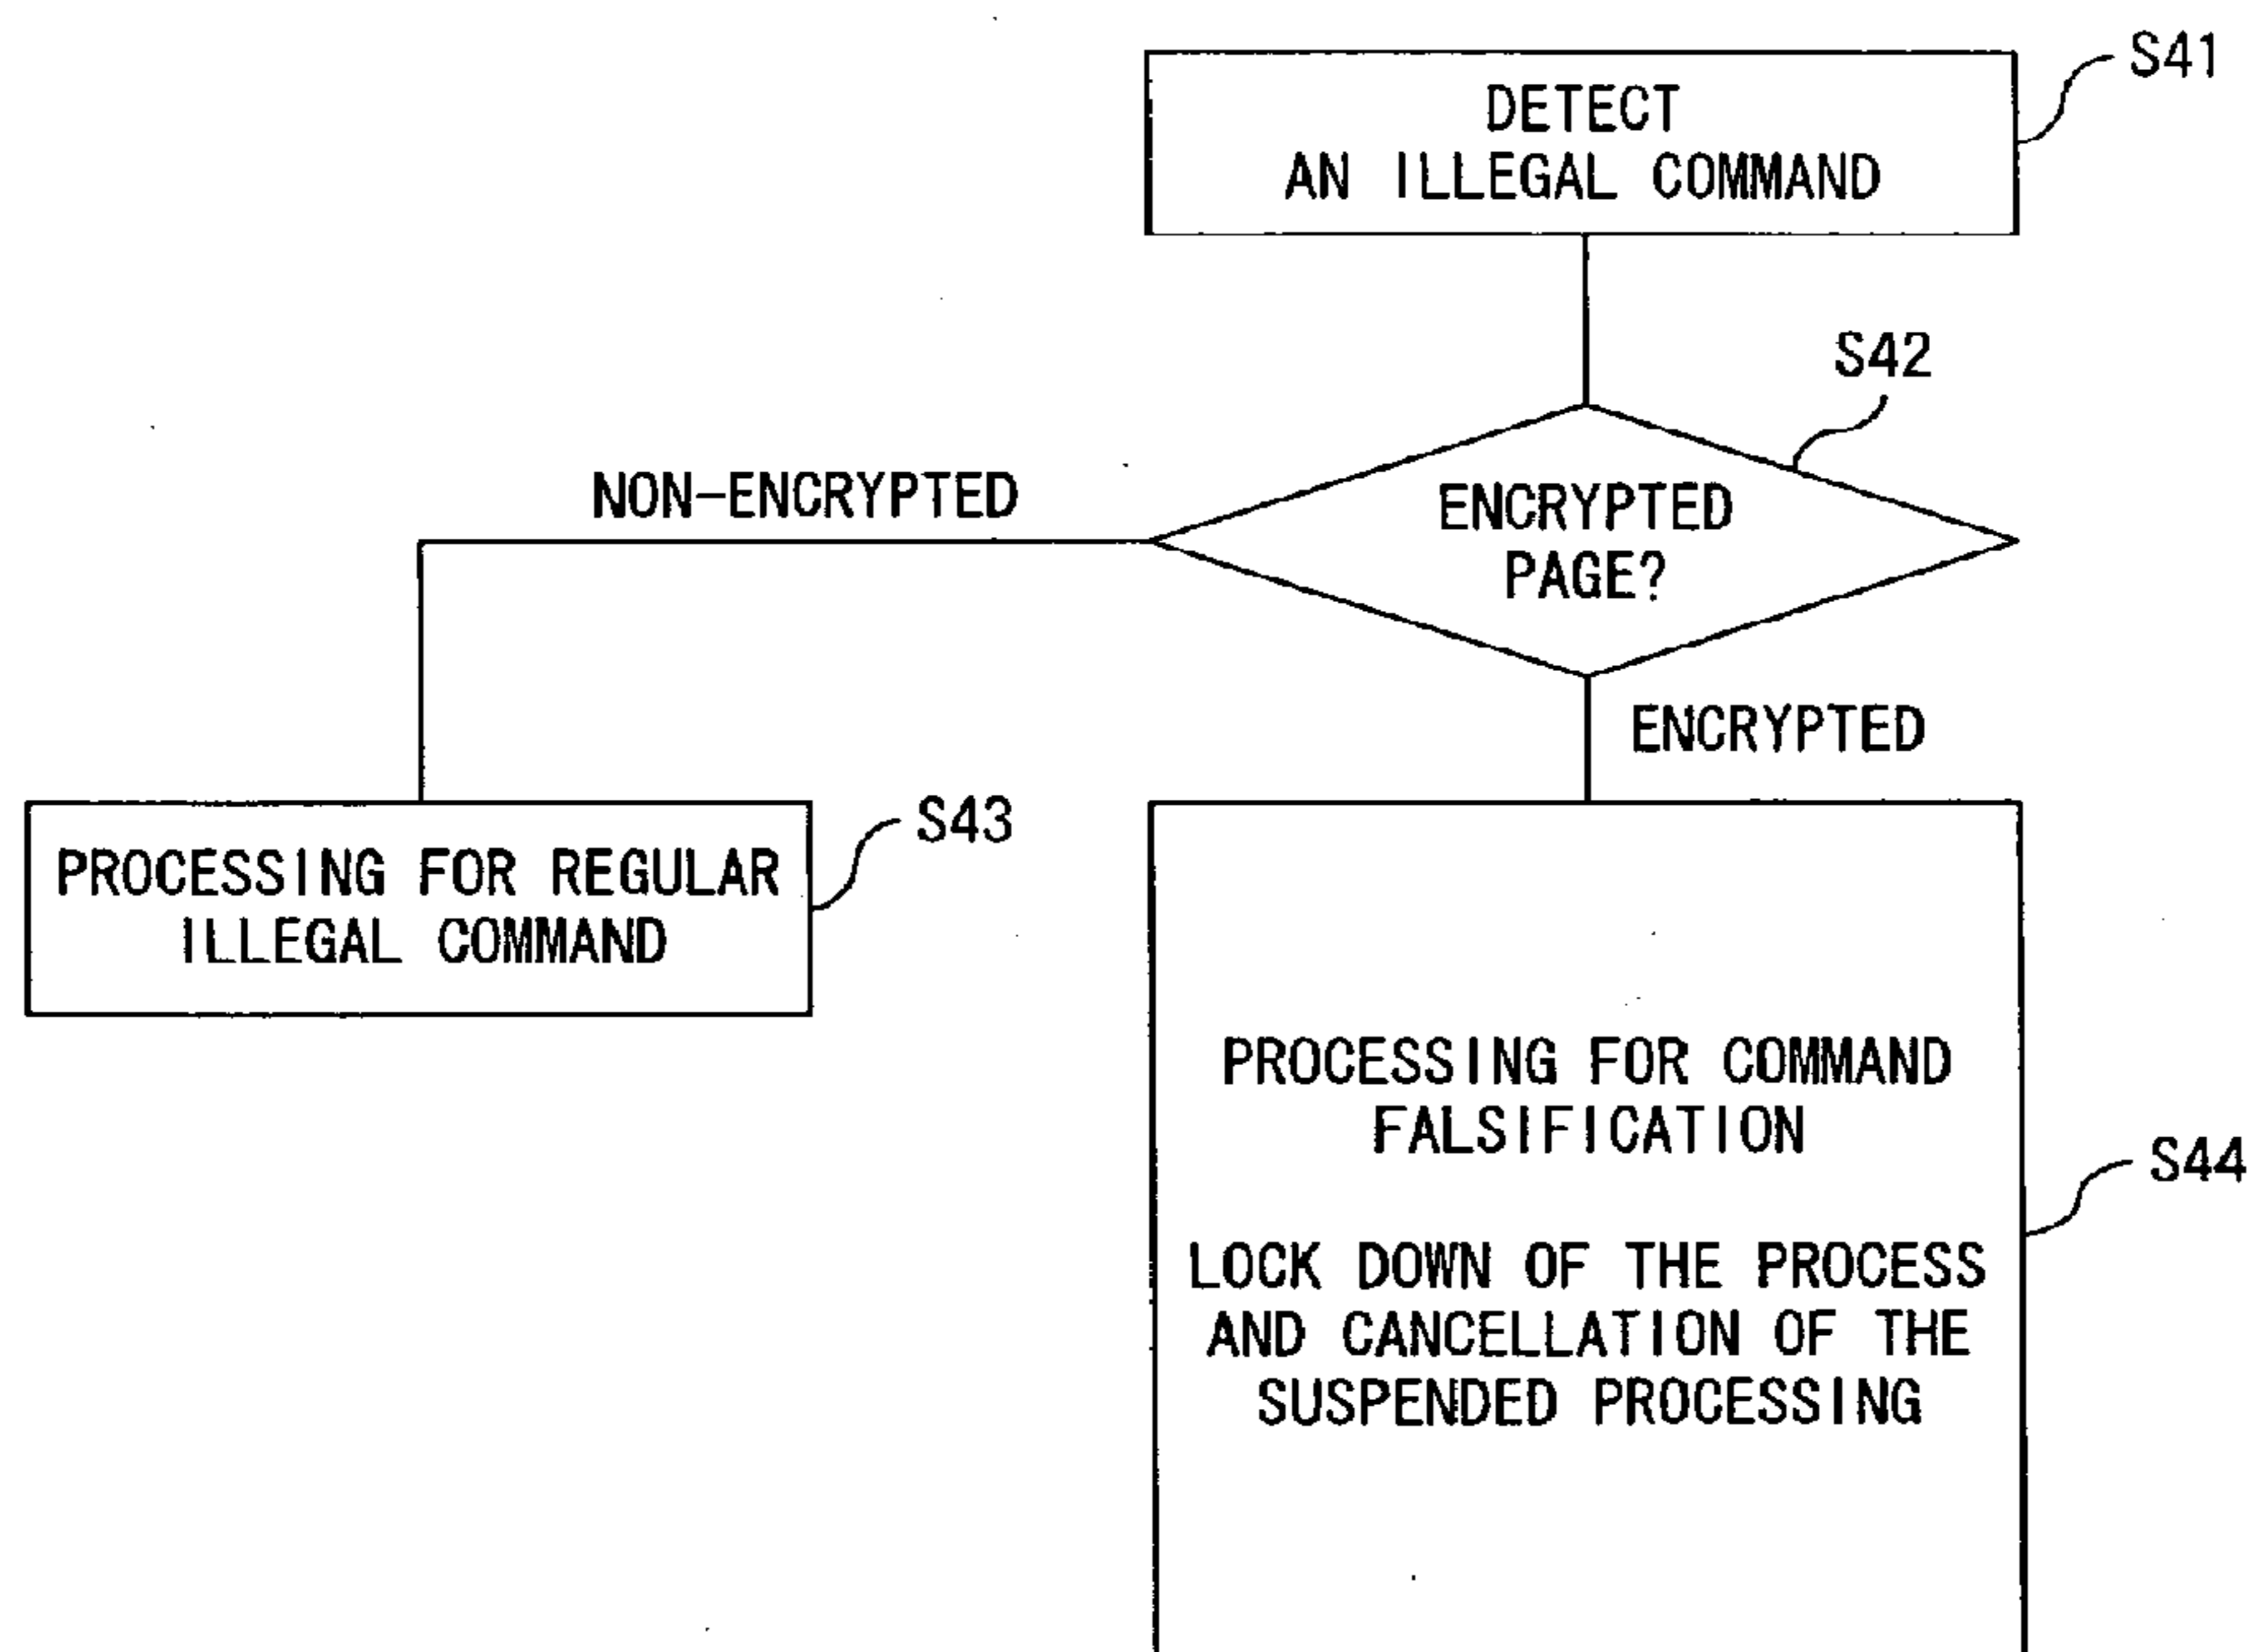 S41
DETECT
AN ILLEGAL COMMAND
S42
NON-ENCRYPTED
ENCRYPTED
PAGE?
ENCRYPTED
S43
PROCESSING FOR REGULAR
ILLEGAL COMMAND
PROCESSING FOR COMMAND
FALSIFICATION
S44
LOCK DOWN OF THE PROCESS
AND CANCELLATION OF THE
SUSPENDED PROCESSING